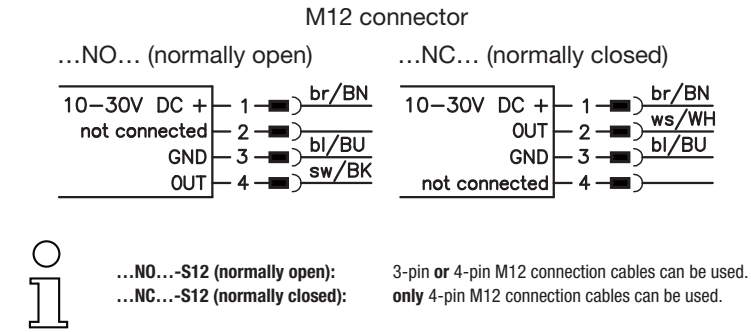 M12 connector
…NO… (normally open)
10–30V DC + 1 br/BN
not connected 2
GND 3 bl/BU
OUT 4 sw/BK
…NC… (normally closed)
10–30V DC + 1 br/BN
OUT 2 ws/WH
GND 3 bl/BU
not connected 4
…NO…-S12 (normally open): 3-pin or 4-pin M12 connection cables can be used.
…NC…-S12 (normally closed): only 4-pin M12 connection cables can be used.